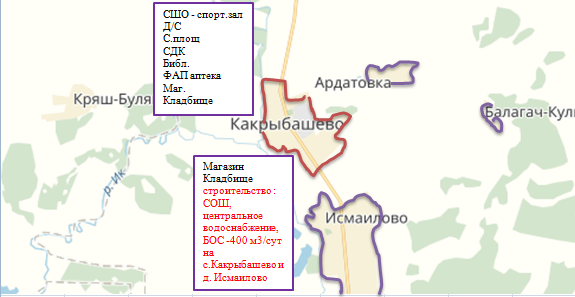 СШО - спорт.зал
Д/С
С.площ
СДК
Библ.
ФАП аптека
Маг.
Кладбище
Ардатовка
Кряш-Буля
Балагач-Куль
Какрыбашево
р. Ик
Магазин
Кладбище
строительство:
СОШ,
центральное
водоснабжение,
БОС -400 м3/сут
на
с.Какрыбашево и
д. Исмаилово
Исмаилово